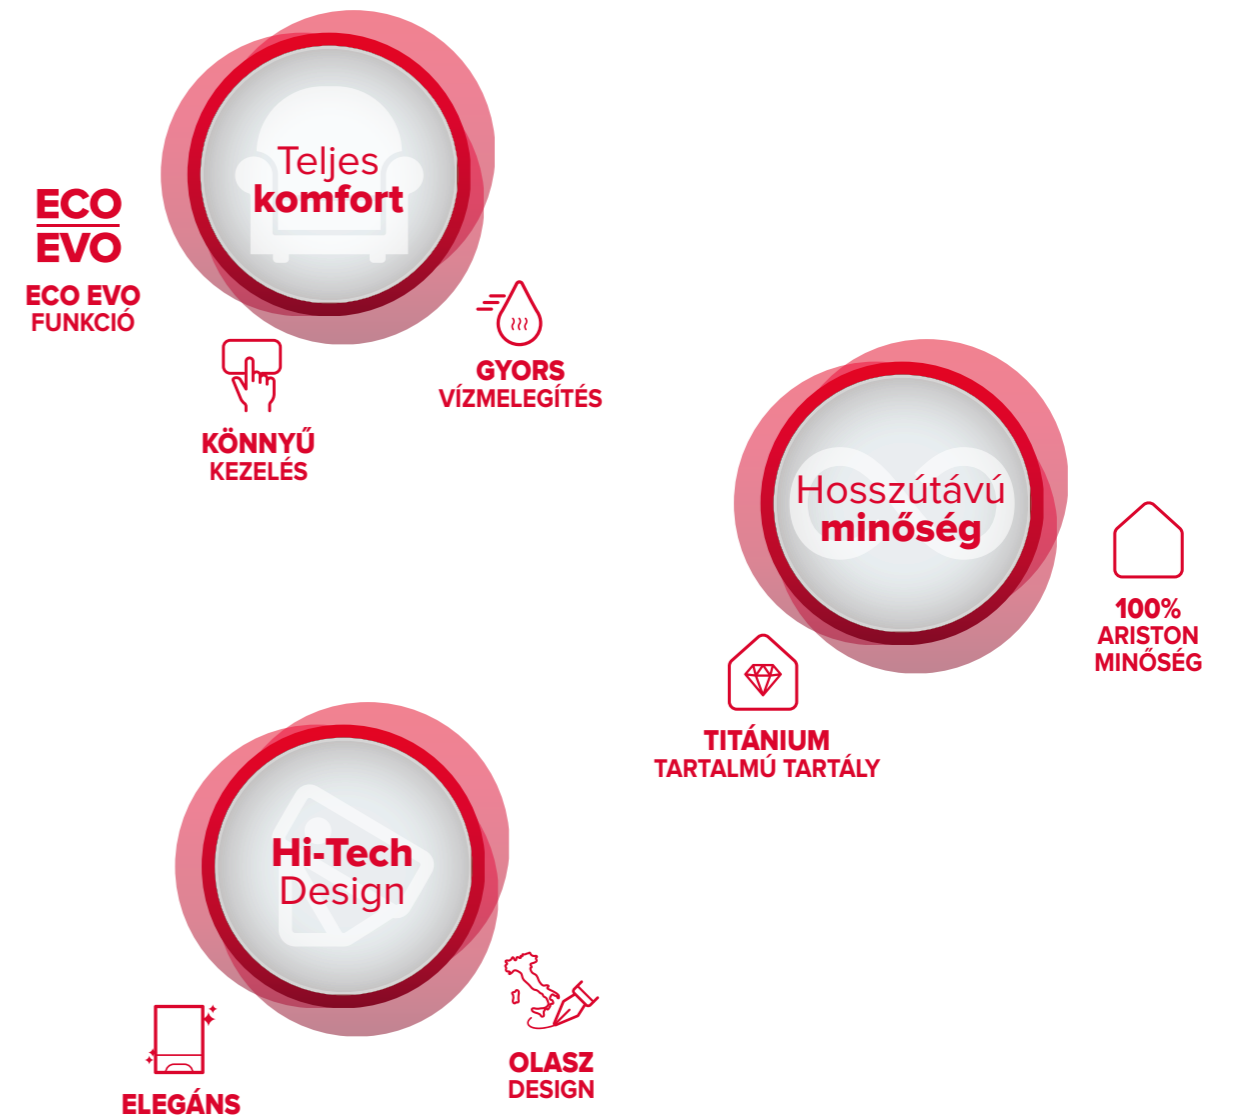 Teljes
komfort
ECO
EVO
ECO EVO
FUNKCIÓ
KÖNNYŰ
KEZELÉS
GYORS
VÍZMELEGÍTÉS
Hosszútávú
minőség
100%
ARISTON
MINŐSÉG
TITÁNIUM
TARTALMÚ TARTÁLY
Hi-Tech
Design
ELEGÁNS
OLASZ
DESIGN